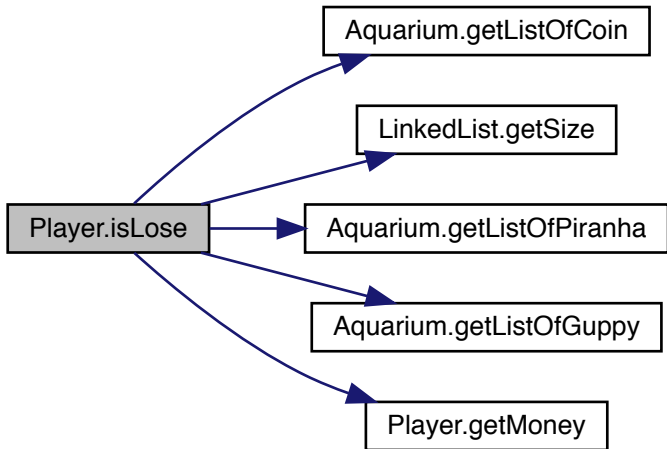 Aquarium.getListOfCoin
LinkedList.getSize
Player.isLose
Aquarium.getListOfPiranha
Aquarium.getListOfGuppy
Player.getMoney